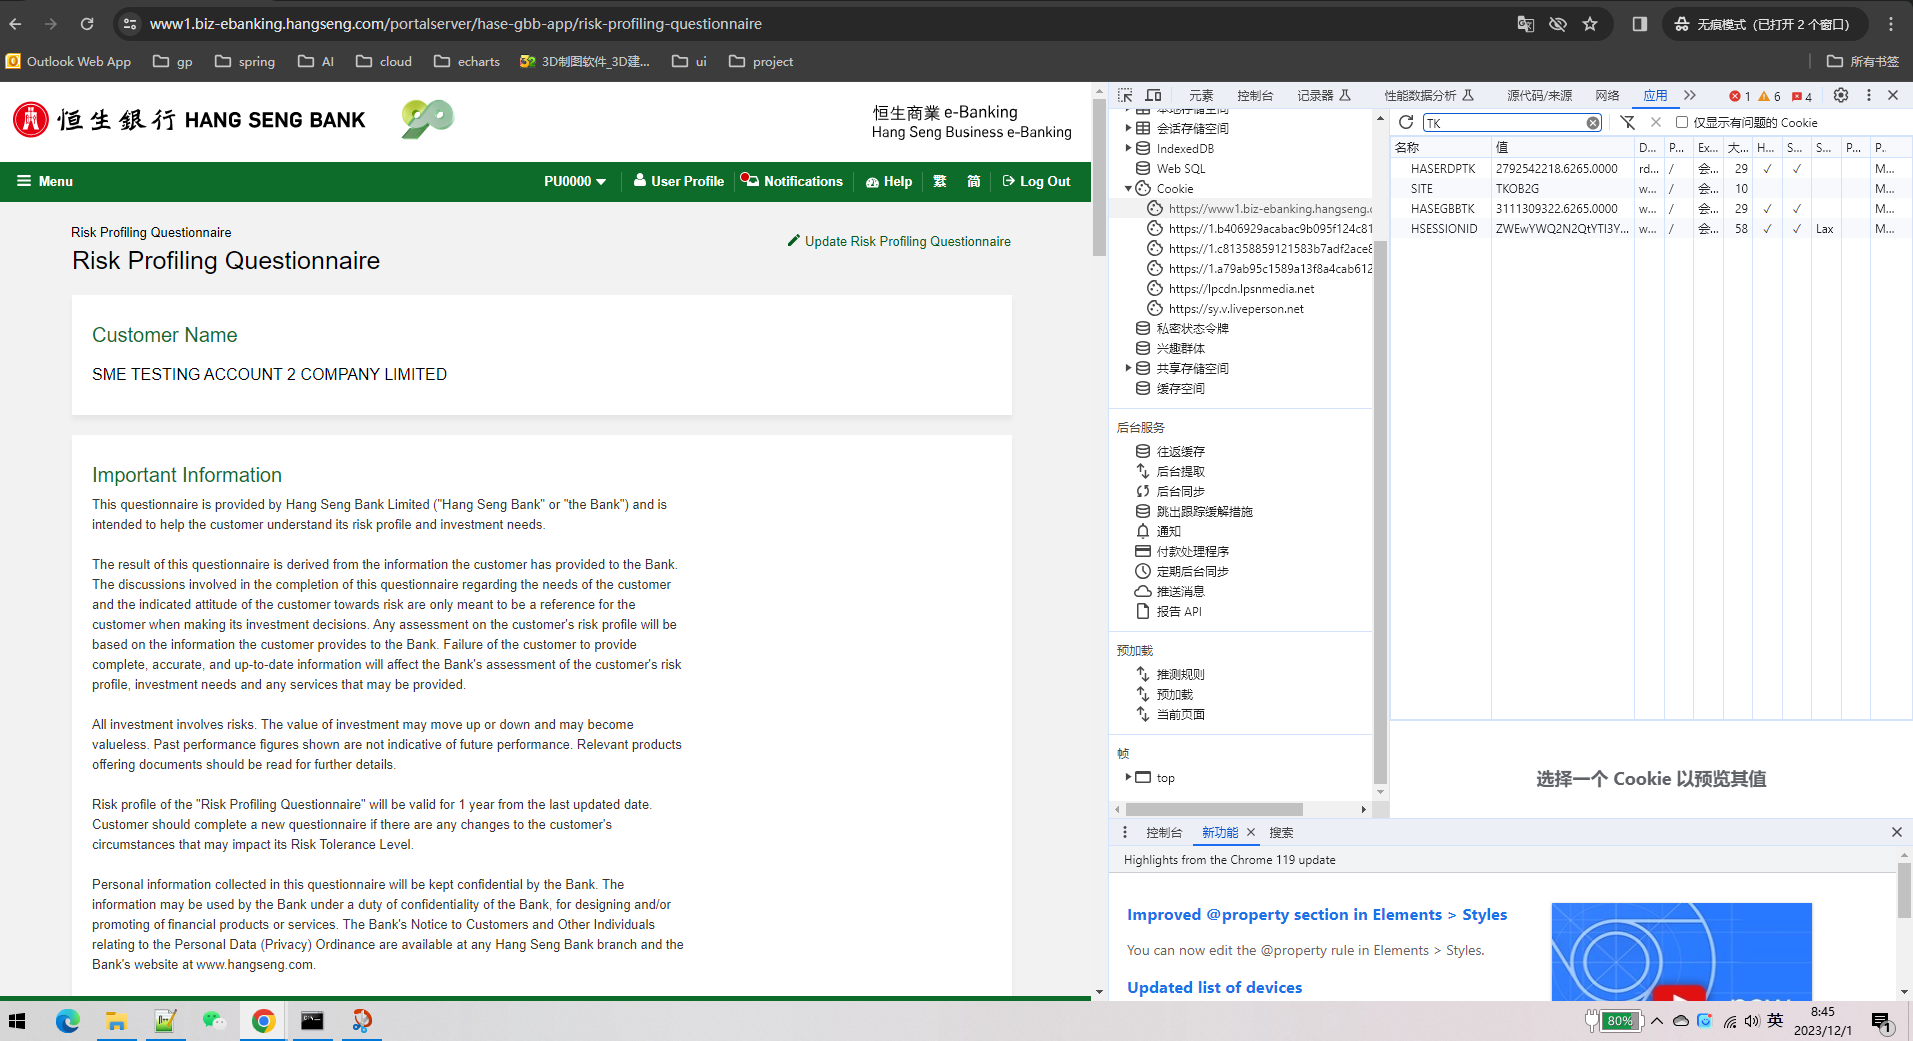 www1.biz-ebanking.hangseng.com/portalserver/hase-gbb-app/risk-profiling-questionnaire
无痕模式（已打开 2 个窗口）
Outlook Web App
gp
spring
AI
cloud
echarts
3D制图软件_3D建...
ui
project
所有书签
恒生銀行 HANG SENG BANK
90
恒生商業 e-Banking
Hang Seng Business e-Banking
Menu
PU0000
User Profile
Notifications
Help
繁
简
Log Out
Risk Profiling Questionnaire
Update Risk Profiling Questionnaire
Risk Profiling Questionnaire
Customer Name
SME TESTING ACCOUNT 2 COMPANY LIMITED
Important Information
This questionnaire is provided by Hang Seng Bank Limited ("Hang Seng Bank" or "the Bank") and is
intended to help the customer understand its risk profile and investment needs.
The result of this questionnaire is derived from the information the customer has provided to the Bank.
The discussions involved in the completion of this questionnaire regarding the needs of the customer
and the indicated attitude of the customer towards risk are only meant to be a reference for the
customer when making its investment decisions. Any assessment on the customer's risk profile will be
based on the information the customer provides to the Bank. Failure of the customer to provide
complete, accurate, and up-to-date information will affect the Bank's assessment of the customer's risk
profile, investment needs and any services that may be provided.
All investment involves risks. The value of investment may move up or down and may become
valueless. Past performance figures shown are not indicative of future performance. Relevant products
offering documents should be read for further details.
Risk profile of the "Risk Profiling Questionnaire" will be valid for 1 year from the last updated date.
Customer should complete a new questionnaire if there are any changes to the customer's
circumstances that may impact its Risk Tolerance Level.
Personal information collected in this questionnaire will be kept confidential by the Bank. The
information may be used by the Bank under a duty of confidentiality of the Bank, for designing and/or
promoting of financial products or services. The Bank's Notice to Customers and Other Individuals
relating to the Personal Data (Privacy) Ordinance are available at any Hang Seng Bank branch and the
Bank's website at www.hangseng.com.
元素
控制台
记录器
性能数据分析
源代码/来源
网络
应用
1
6
4
本地存储空间
会话存储空间
IndexedDB
Web SQL
Cookie
https://www1.biz-ebanking.hangseng.c
https://1.b406929acabac9b095f124c81
https://1.c81358859121583b7adf2ace8
https://1.a79ab95c1589a13f8a4cab612
https://lpcdn.lpsnmedia.net
https://sy.v.liveperson.net
私密状态令牌
兴趣群体
共享存储空间
缓存空间
后台服务
往返缓存
后台提取
后台同步
跳出跟踪缓解措施
通知
付款处理程序
定期后台同步
推送消息
报告 API
预加载
推测规则
预加载
当前页面
帧
top
TK
仅显示有问题的 Cookie
名称 值 D... P... Ex... 大... H... S... S... P... P.
HASERDPTK 2792542218.6265.0000 rd... / 会... 29 ✓ ✓ M...
SITE TKOB2G w... / 会... 10 M...
HASEGBBTK 3111309322.6265.0000 w... / 会... 29 ✓ ✓ M...
HSESSIONID ZWEwYWQ2N2QtYTI3Y... w... / 会... 58 ✓ ✓ Lax M...
选择一个 Cookie 以预览其值
控制台
新功能
搜索
Highlights from the Chrome 119 update
Improved @property section in Elements > Styles
You can now edit the @property rule in Elements > Styles.
Updated list of devices
new
80%
英
8:45
2023/12/1
1